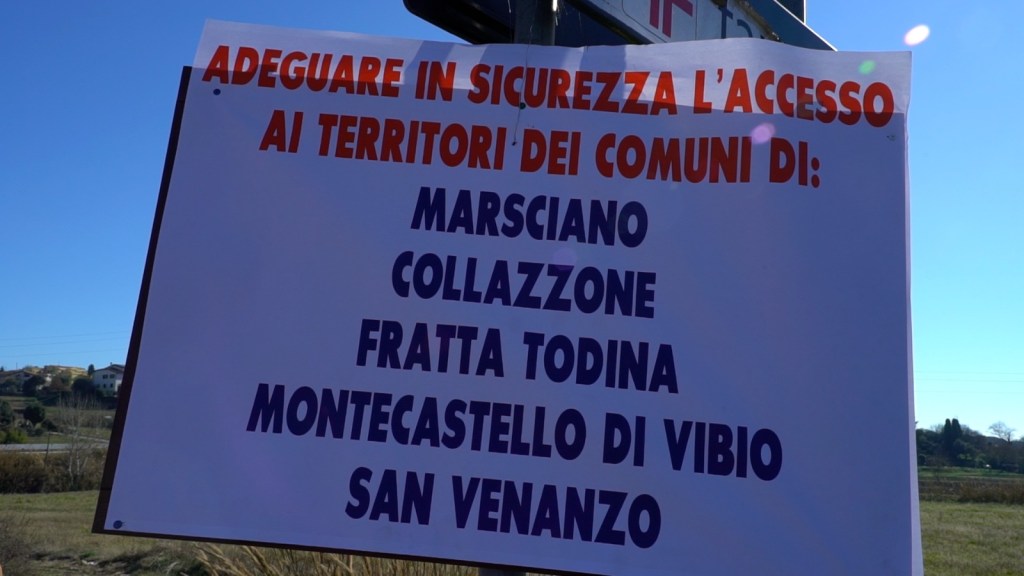 ADEGUARE IN SICUREZZA L'ACCESSO
AI TERRITORI DEI COMUNI DI:
MARSCIANO
COLLAZZONE
FRATTA TODINA
MONTECASTELLO DI VIBIO
SAN VENANZO